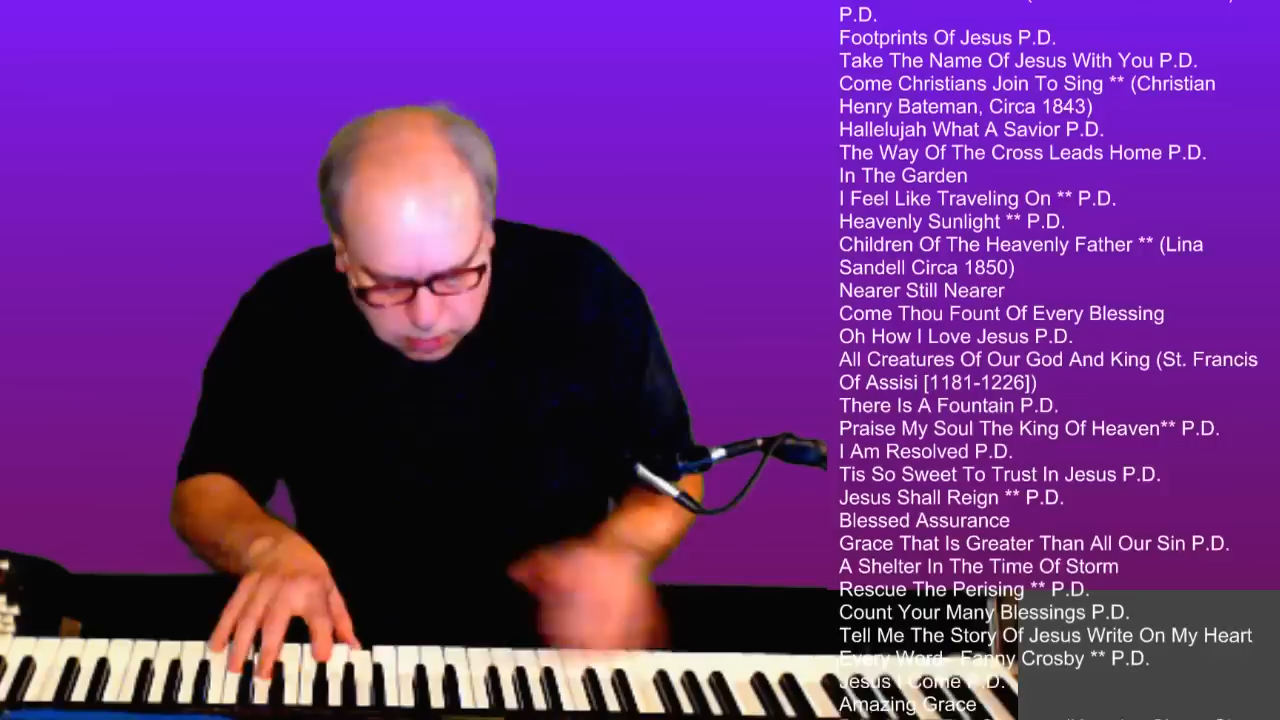 P.D.
Footprints Of Jesus P.D.
Take The Name Of Jesus With You P.D.
Come Christians Join To Sing ** (Christian
Henry Bateman, Circa 1843)
Hallelujah What A Savior P.D.
The Way Of The Cross Leads Home P.D.
In The Garden
I Feel Like Traveling On ** P.D.
Heavenly Sunlight ** P.D.
Children Of The Heavenly Father ** (Lina
Sandell Circa 1850)
Nearer Still Nearer
Come Thou Fount Of Every Blessing
Oh How I Love Jesus P.D.
All Creatures Of Our God And King (St. Francis
Of Assisi [1181-1226])
There Is A Fountain P.D.
Praise My Soul The King Of Heaven** P.D.
I Am Resolved P.D.
Tis So Sweet To Trust In Jesus P.D.
Jesus Shall Reign ** P.D.
Blessed Assurance
Grace That Is Greater Than All Our Sin P.D.
A Shelter In The Time Of Storm
Rescue The Perising ** P.D.
Count Your Many Blessings P.D.
Tell Me The Story Of Jesus Write On My Heart
Every Word- Fanny Crosby ** P.D.
Jesus I Come P.D.
Amazing Grace